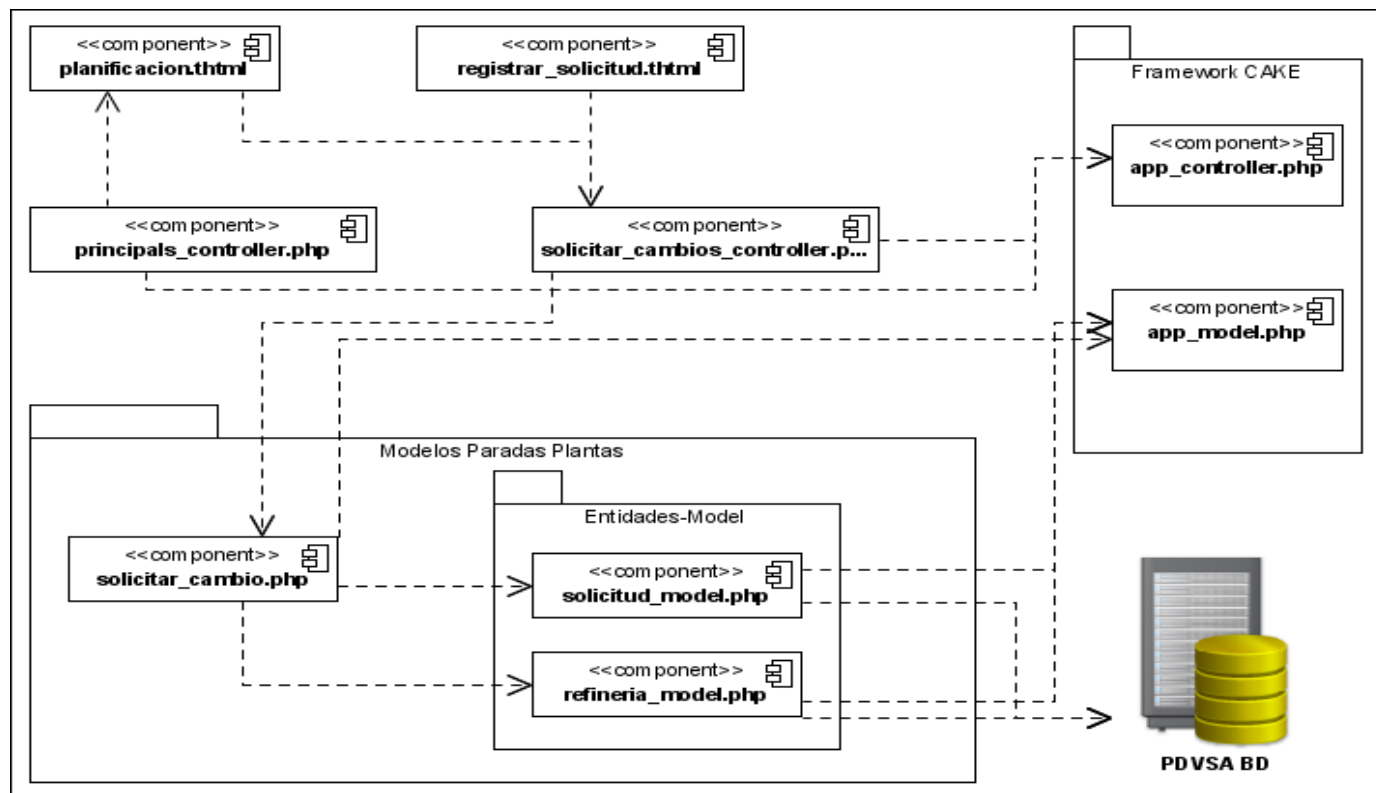 <<component>>
planificacion.thtml
<<component>>
registrar_solicitud.thtml
Framework CAKE
<<component>>
app_controller.php
<<component>>
principals_controller.php
<<component>>
solicitar_cambios_controller.p...
<<component>>
app_model.php
Modelos Paradas Plantas
Entidades-Model
<<component>>
solicitar_cambio.php
<<component>>
solicitud_model.php
<<component>>
refineria_model.php
PDVSA BD